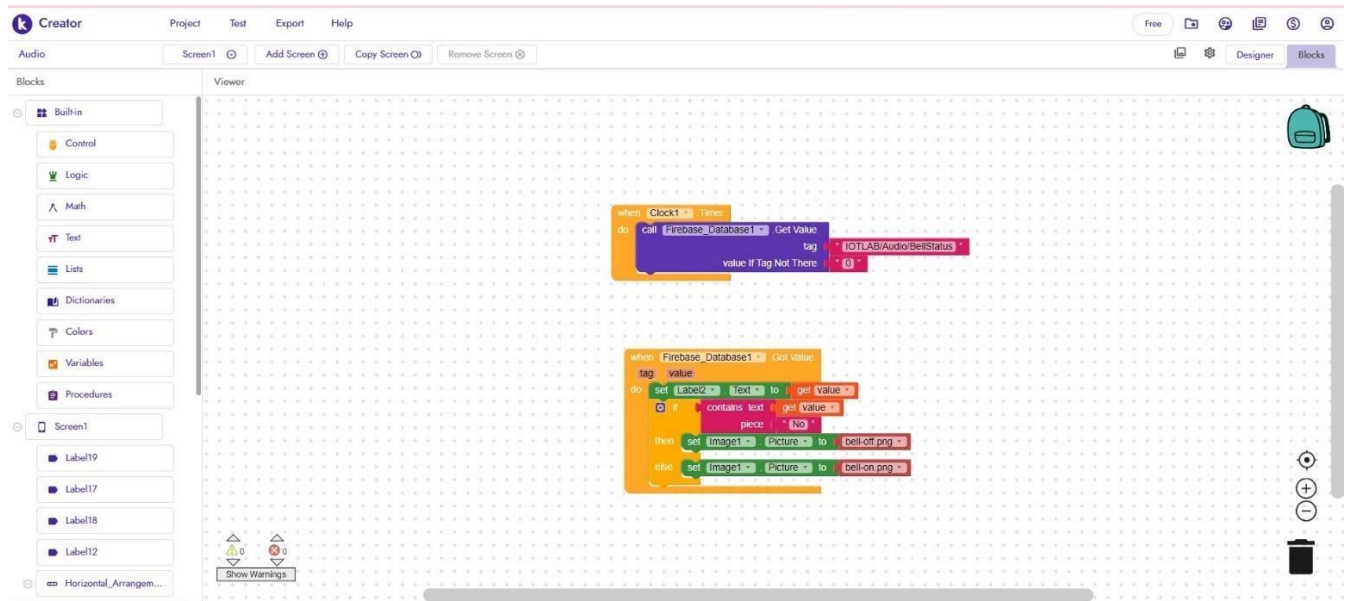 Creator Project Test Export Help Free
Audio Screen1 Add Screen Copy Screen Remove Screen Designer Blocks
Blocks Viewer
Built-in
Control
Logic
Math
Text
Lists
Dictionaries
Colors
Variables
Procedures
Screen1
Label19
Label17
Label18
Label12
Horizontal_Arrangem...
when Clock1 Timer
do call Firebase_Database1 .Get Value
tag " IOTLAB/Audio/BellStatus "
value If Tag Not There " 0 "
when Firebase_Database1 Got Value
tag value
do set Label2 . Text to get value
if contains text get value
piece " No "
then set Image1 . Picture to bell-off.png
else set Image1 . Picture to bell-on.png
0 0
Show Warnings